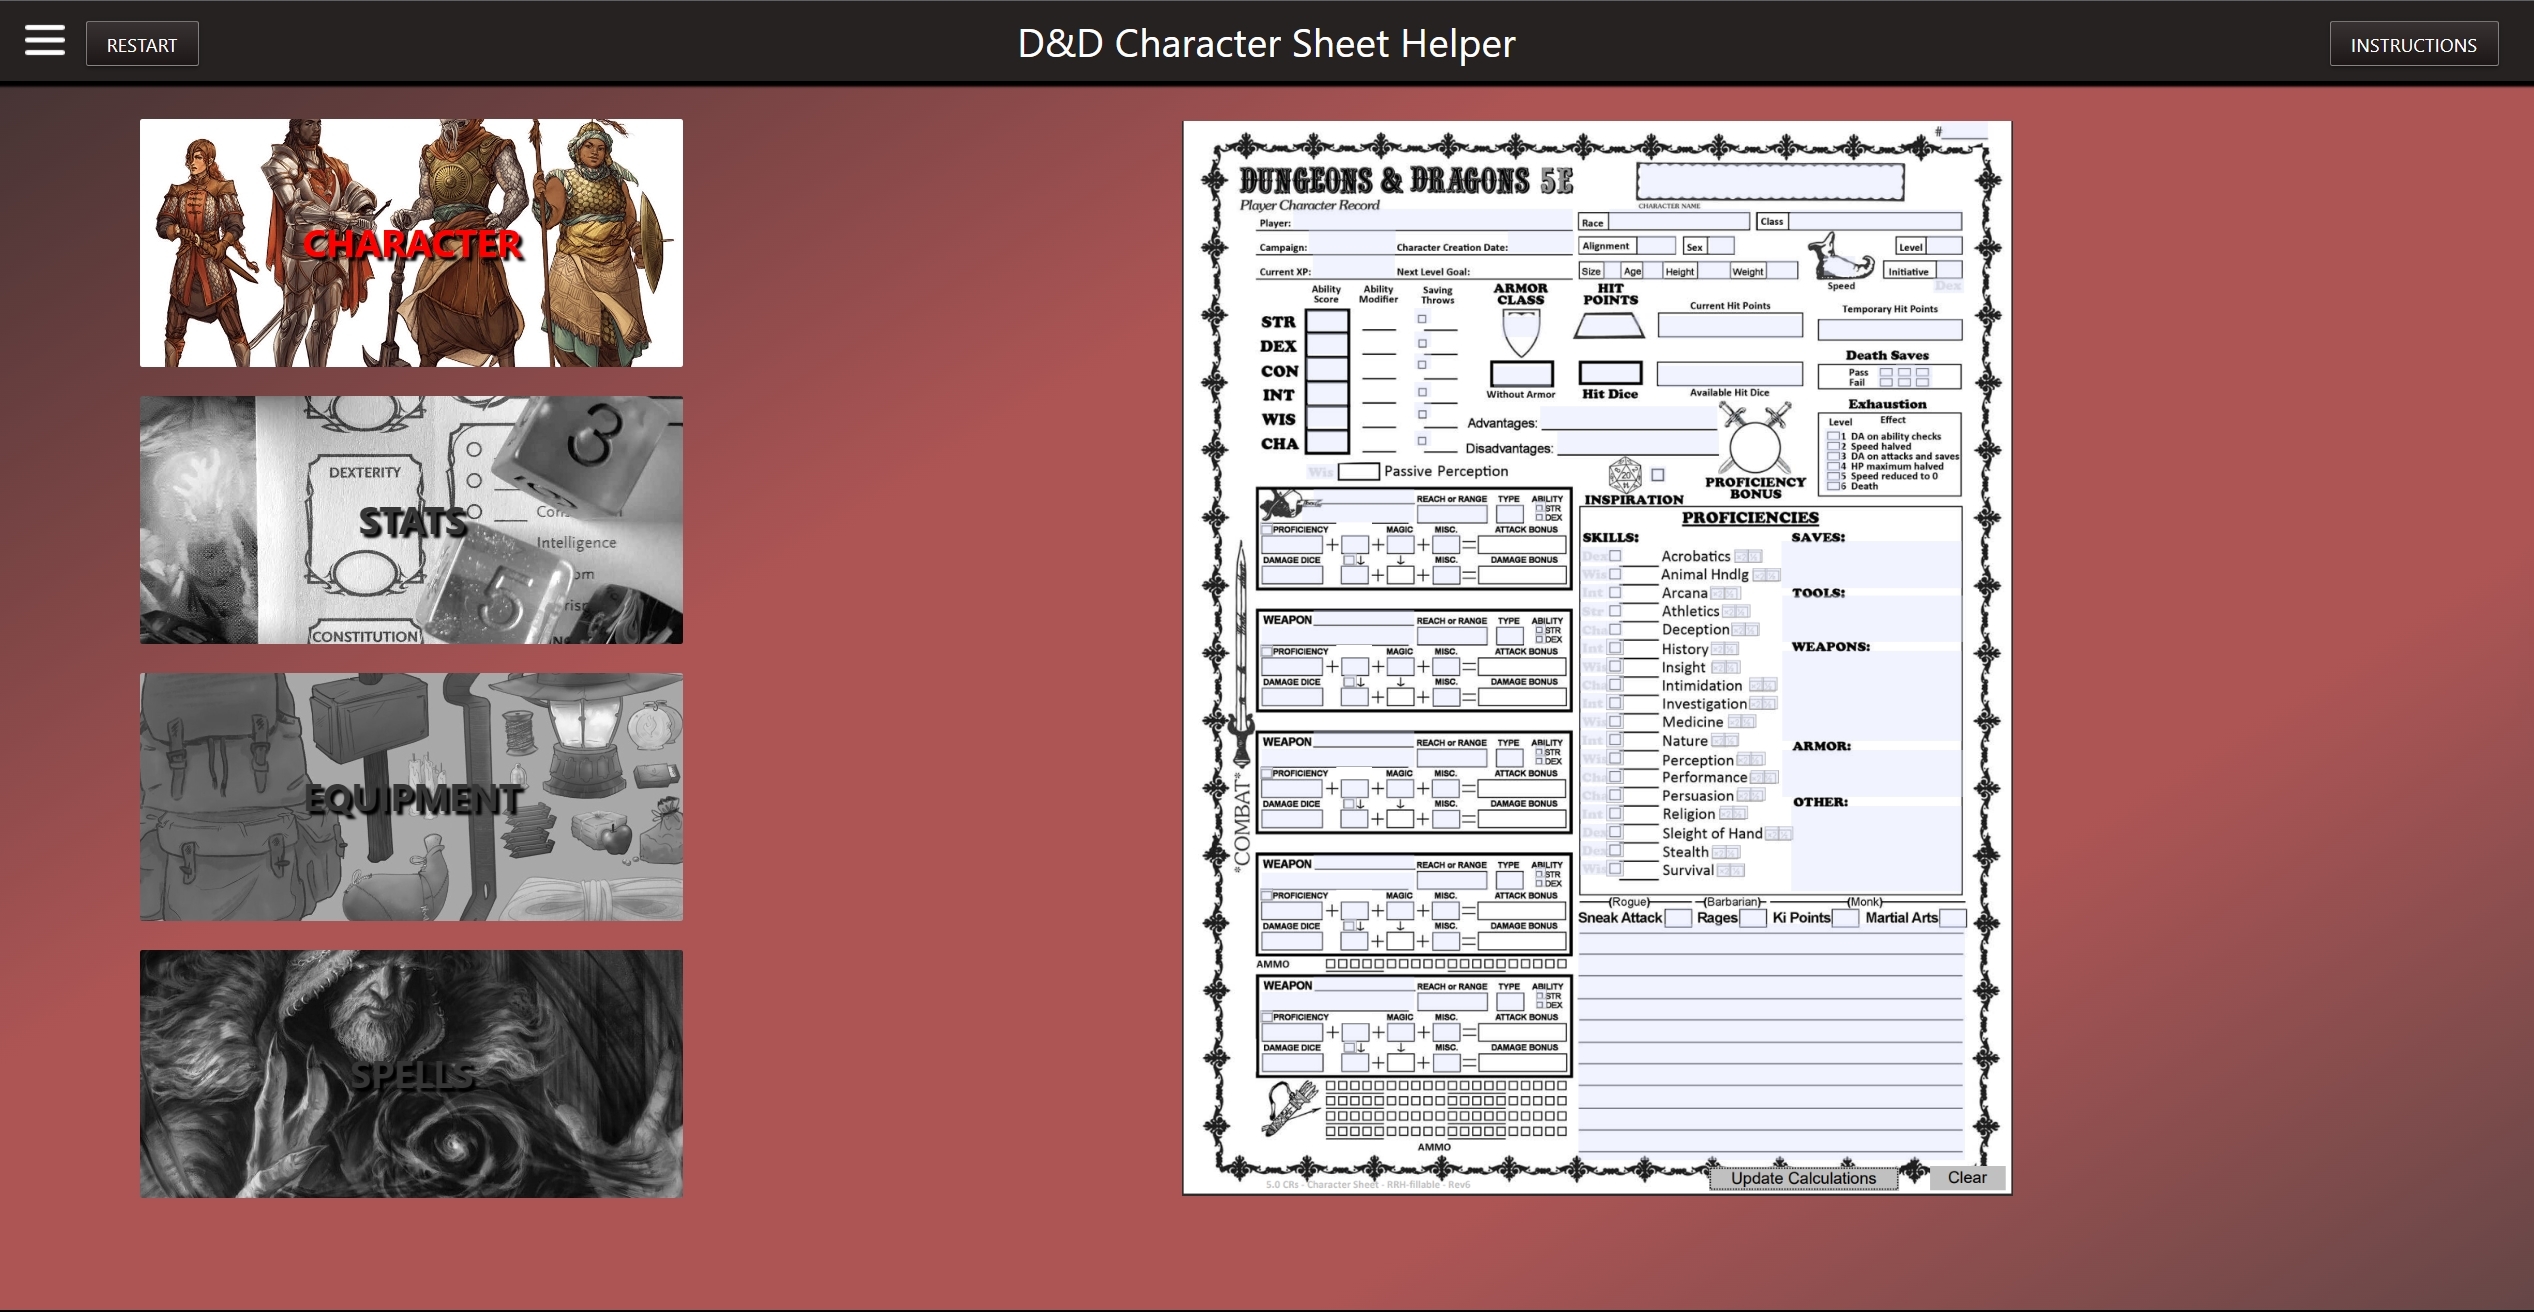 RESTART
D&D Character Sheet Helper
INSTRUCTIONS
CHARACTER
DEXTERITY
STATS
Intelligence
CONSTITUTION
3
5
EQUIPMENT
SPELLS
#
DUNGEONS & DRAGONS 5E
Player Character Record
CHARACTER NAME
Player:
Race
Class
Campaign:
Character Creation Date:
Alignment
Sex
Level
Current XP:
Next Level Goal:
Size
Age
Height
Weight
Initiative
Speed
Dex
Ability Score
Ability Modifier
Saving Throws
ARMOR CLASS
HIT POINTS
Current Hit Points
Temporary Hit Points
STR
DEX
CON
INT
WIS
CHA
Without Armor
Hit Dice
Available Hit Dice
Death Saves
Pass
Fail
Exhaustion
Level Effect
1 DA on ability checks
2 Speed halved
3 DA on attacks and saves
4 HP maximum halved
5 Speed reduced to 0
6 Death
Advantages:
Disadvantages:
Wis
Passive Perception
20
INSPIRATION
PROFICIENCY BONUS
*COMBAT*
REACH or RANGE TYPE ABILITY
STR
DEX
PROFICIENCY MAGIC MISC. ATTACK BONUS
+ + + =
DAMAGE DICE MISC. DAMAGE BONUS
+ + =
WEAPON REACH or RANGE TYPE ABILITY
STR
DEX
PROFICIENCY MAGIC MISC. ATTACK BONUS
+ + + =
DAMAGE DICE MISC. DAMAGE BONUS
+ + =
WEAPON REACH or RANGE TYPE ABILITY
STR
DEX
PROFICIENCY MAGIC MISC. ATTACK BONUS
+ + + =
DAMAGE DICE MISC. DAMAGE BONUS
+ + =
WEAPON REACH or RANGE TYPE ABILITY
STR
DEX
PROFICIENCY MAGIC MISC. ATTACK BONUS
+ + + =
DAMAGE DICE MISC. DAMAGE BONUS
+ + =
AMMO
WEAPON REACH or RANGE TYPE ABILITY
STR
DEX
PROFICIENCY MAGIC MISC. ATTACK BONUS
+ + + =
DAMAGE DICE MISC. DAMAGE BONUS
+ + =
AMMO
PROFICIENCIES
SKILLS:
Dex Acrobatics
Wis Animal Hndlg
Int Arcana
Str Athletics
Cha Deception
Int History
Wis Insight
Cha Intimidation
Int Investigation
Wis Medicine
Int Nature
Wis Perception
Cha Performance
Cha Persuasion
Int Religion
Dex Sleight of Hand
Dex Stealth
Wis Survival
SAVES:
TOOLS:
WEAPONS:
ARMOR:
OTHER:
(Rogue) (Barbarian) (Monk)
Sneak Attack Rages Ki Points Martial Arts
5.0 CRs - Character Sheet - RRH-fillable - Rev6
Update Calculations
Clear